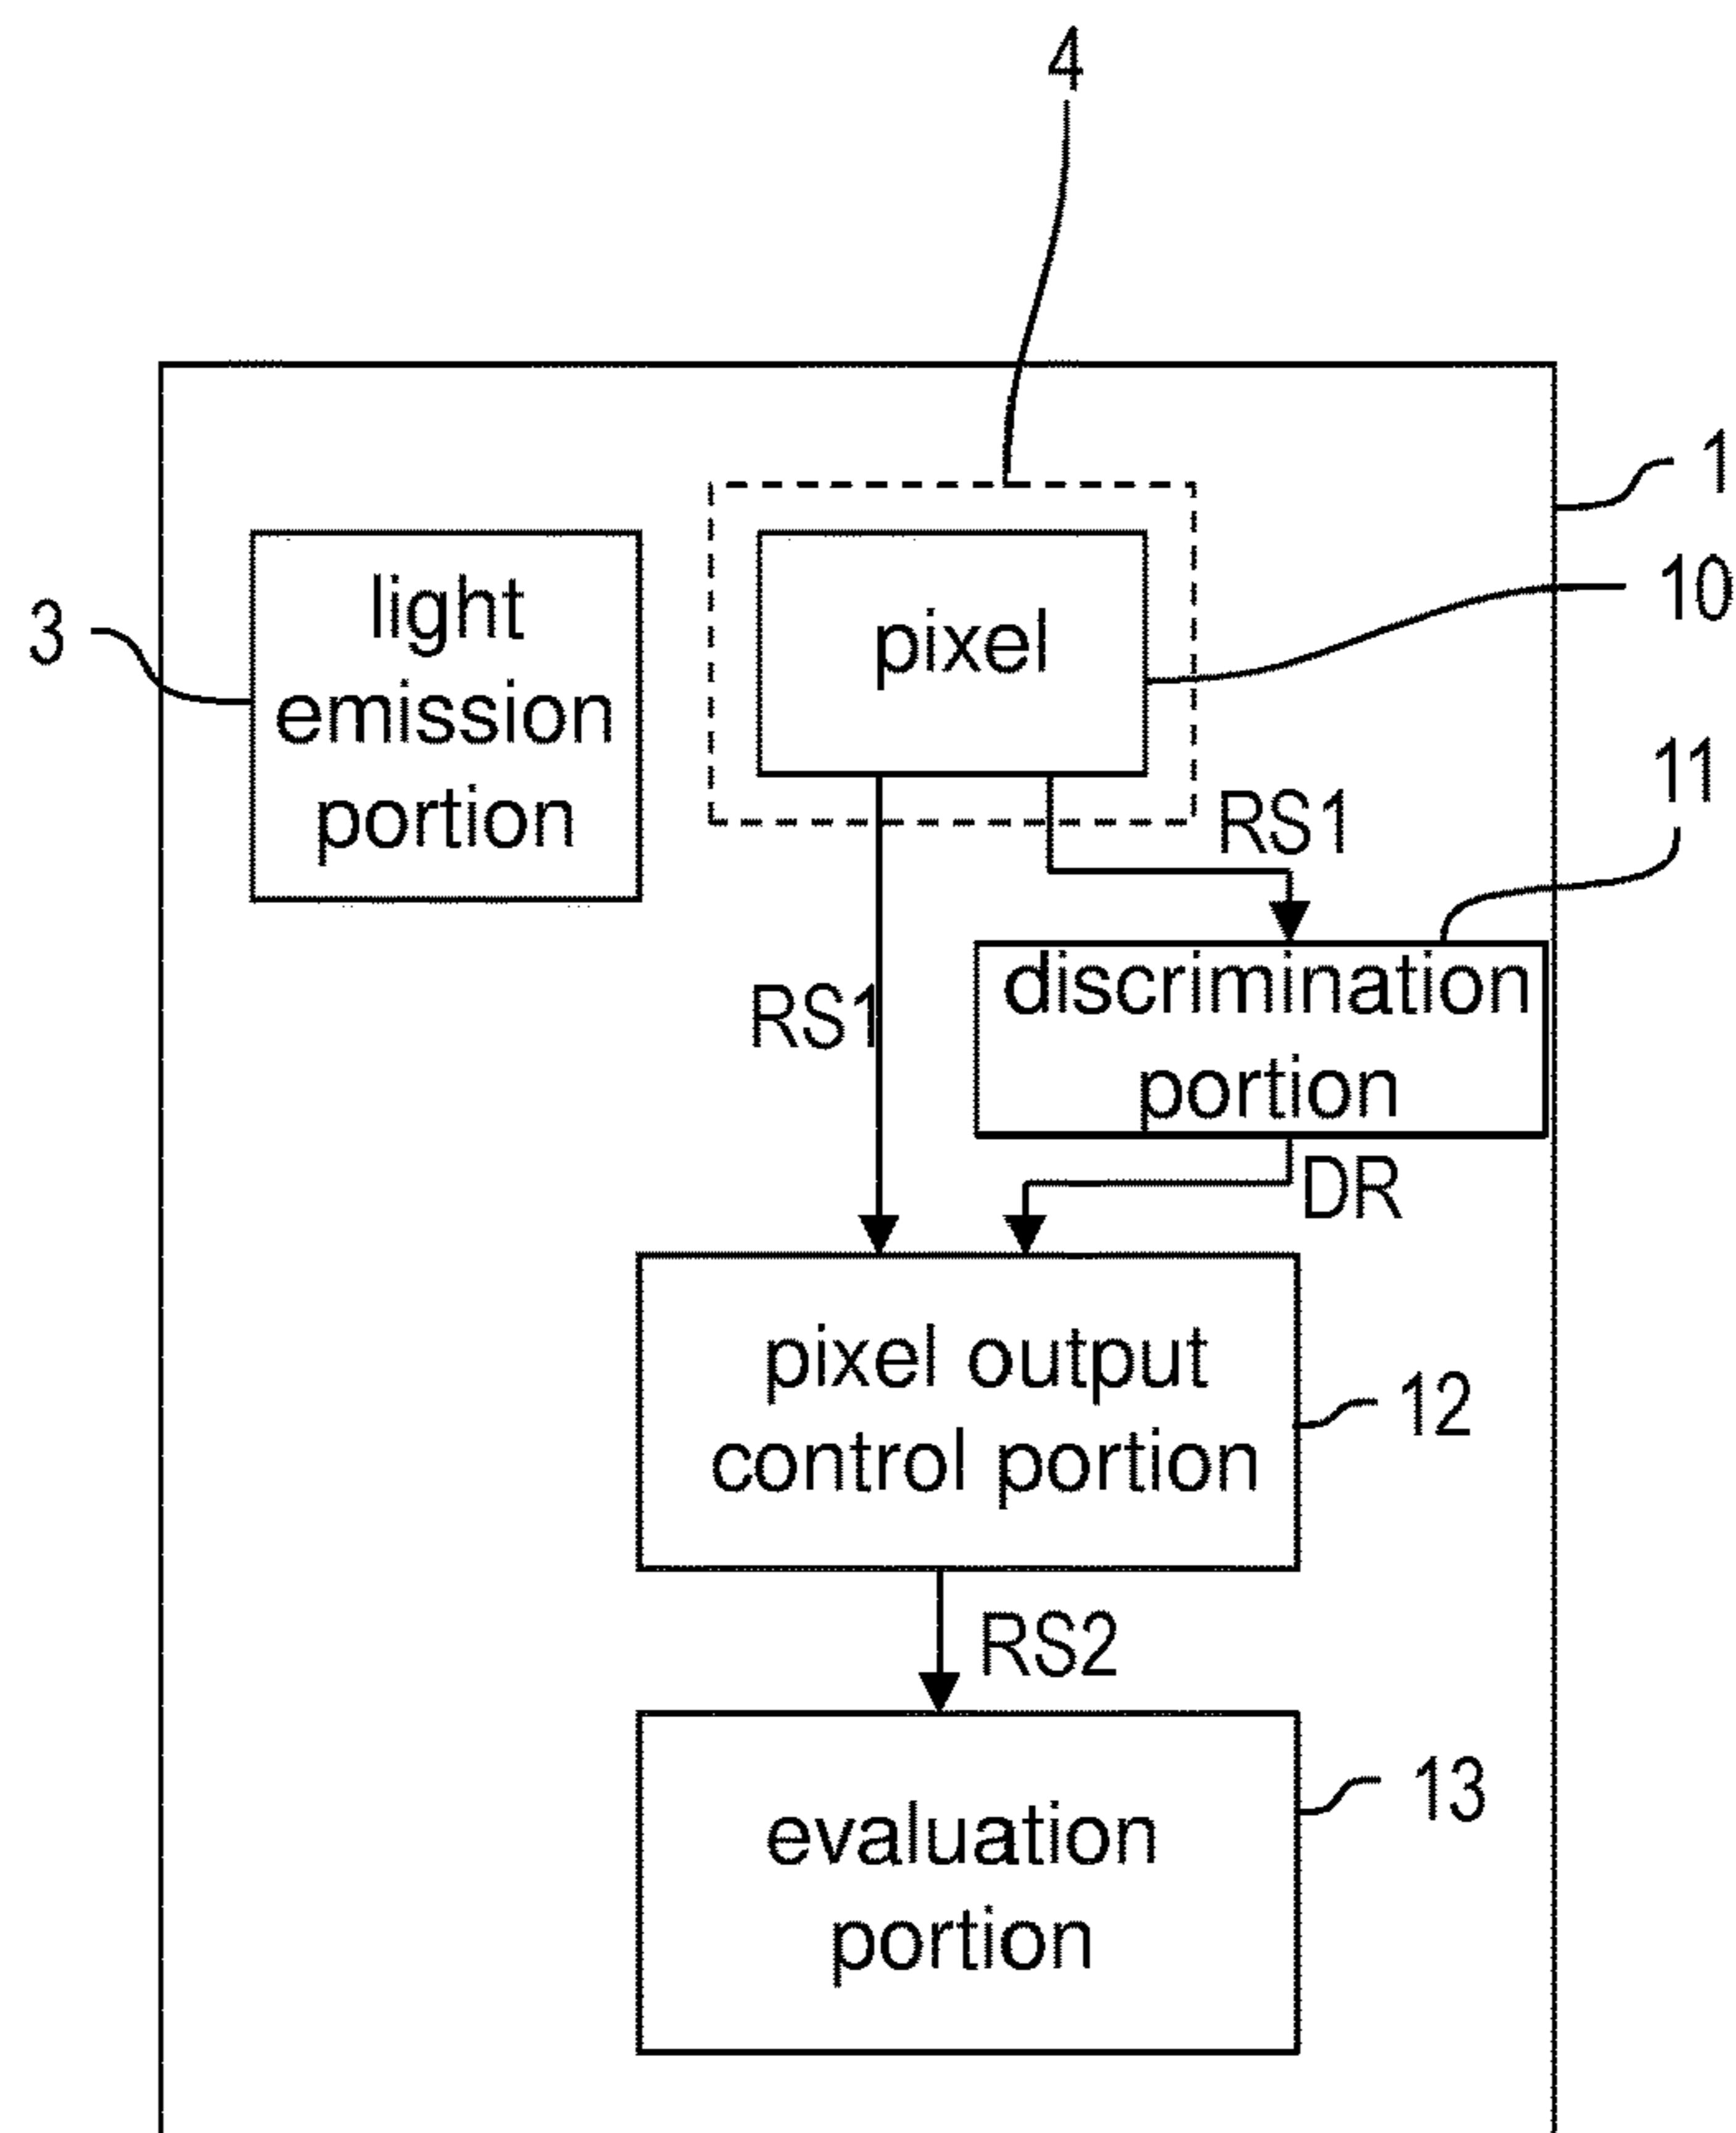 4
1
10
3
light
emission
portion
pixel
11
RS1
RS1
discrimination
portion
DR
pixel output
control portion
12
RS2
evaluation
portion
13